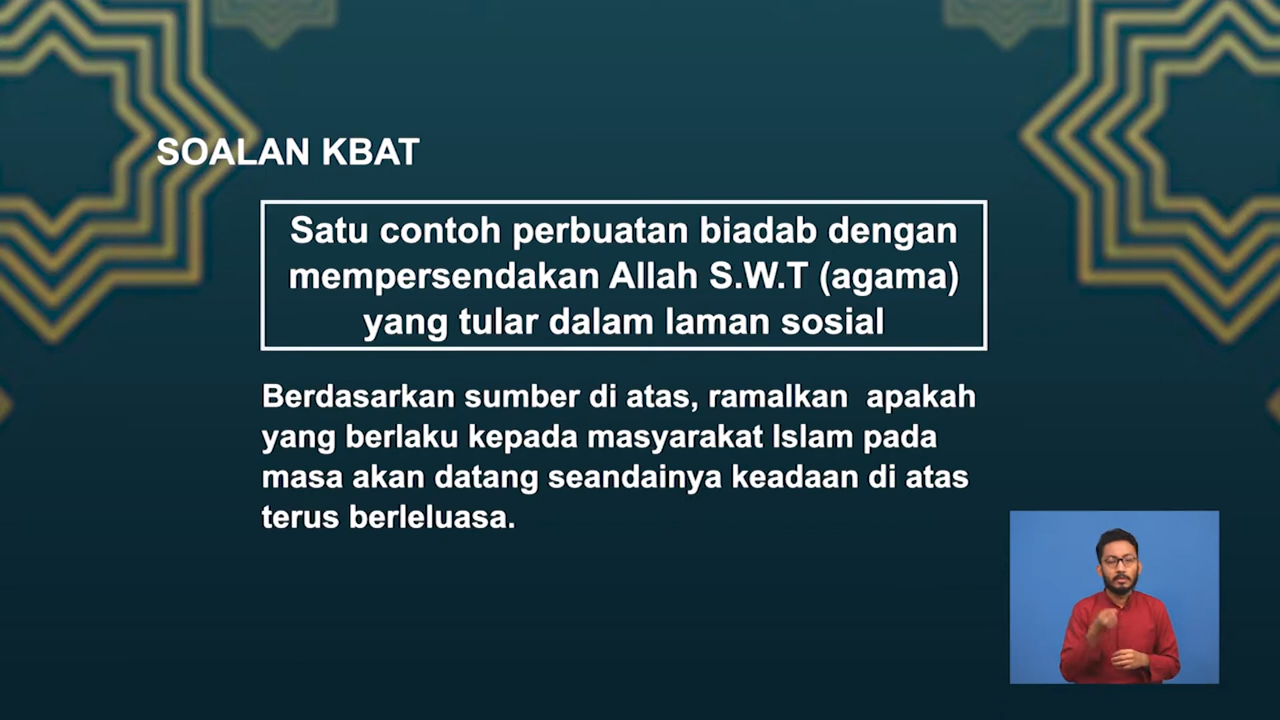 SOALAN KBAT
Satu contoh perbuatan biadab dengan
mempersendakan Allah S.W.T (agama)
yang tular dalam laman sosial
Berdasarkan sumber di atas, ramalkan  apakah
yang berlaku kepada masyarakat Islam pada
masa akan datang seandainya keadaan di atas
terus berleluasa.